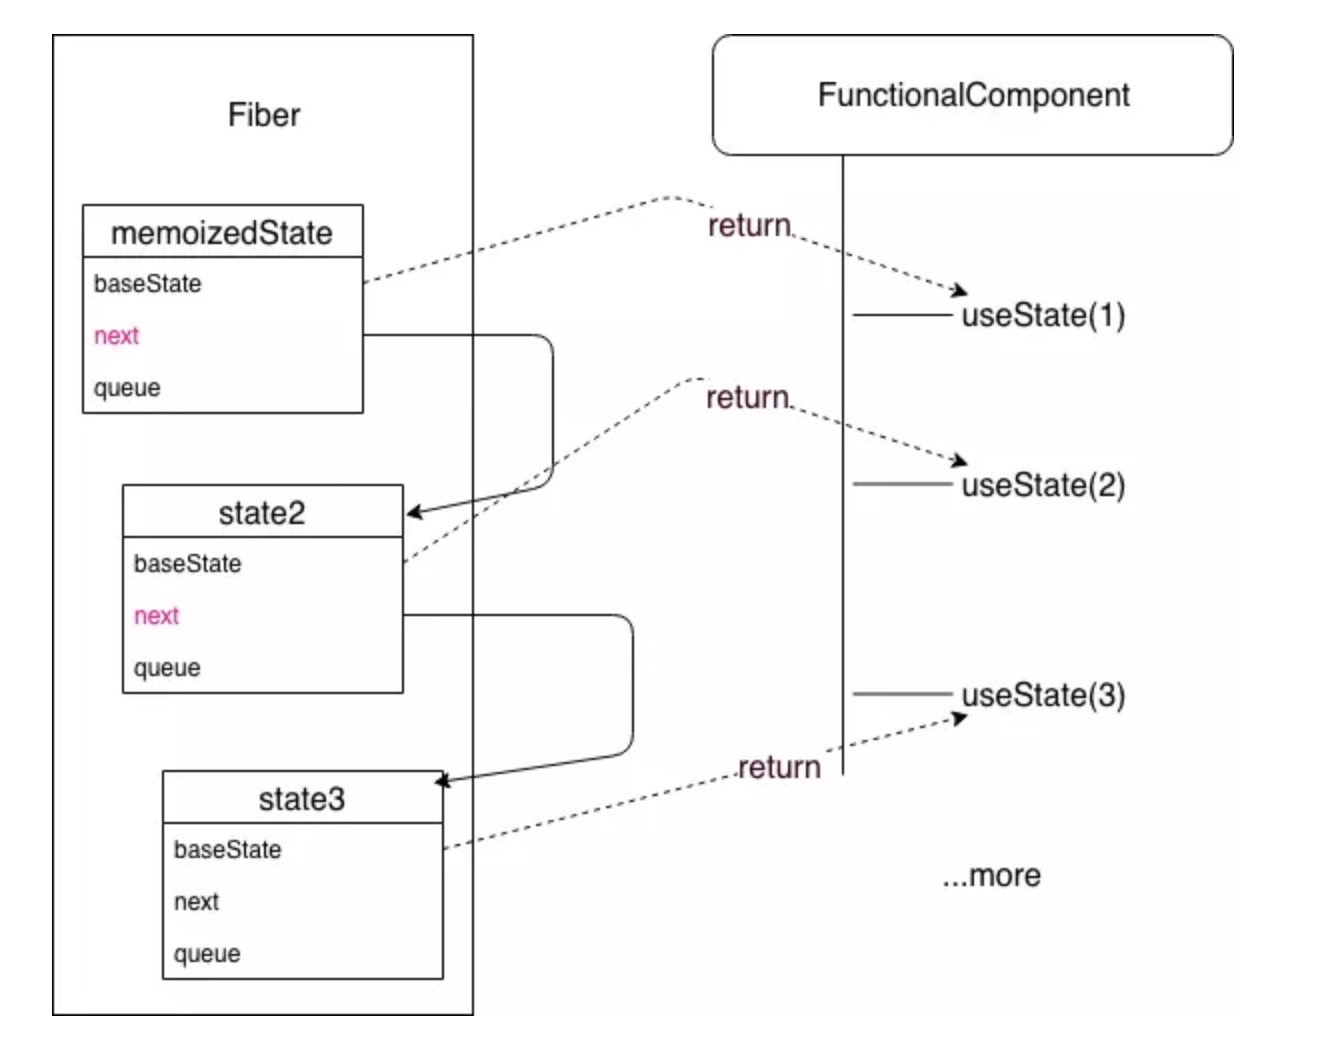 Fiber
FunctionalComponent
memoizedState
baseState
next
queue
return
useState(1)
state2
baseState
next
queue
return
useState(2)
state3
baseState
next
queue
return
useState(3)
...more